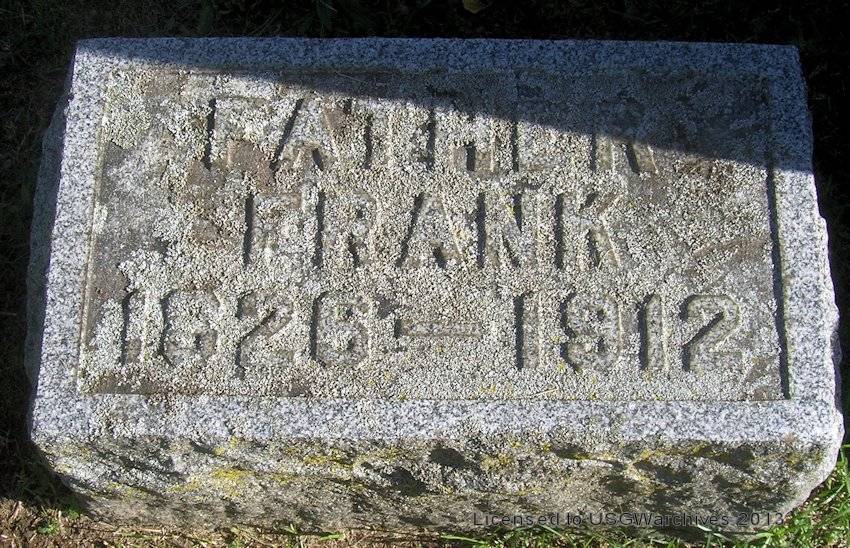 FATHER
FRANK
1826 - 1912
Licensed to USGWarchives 2013